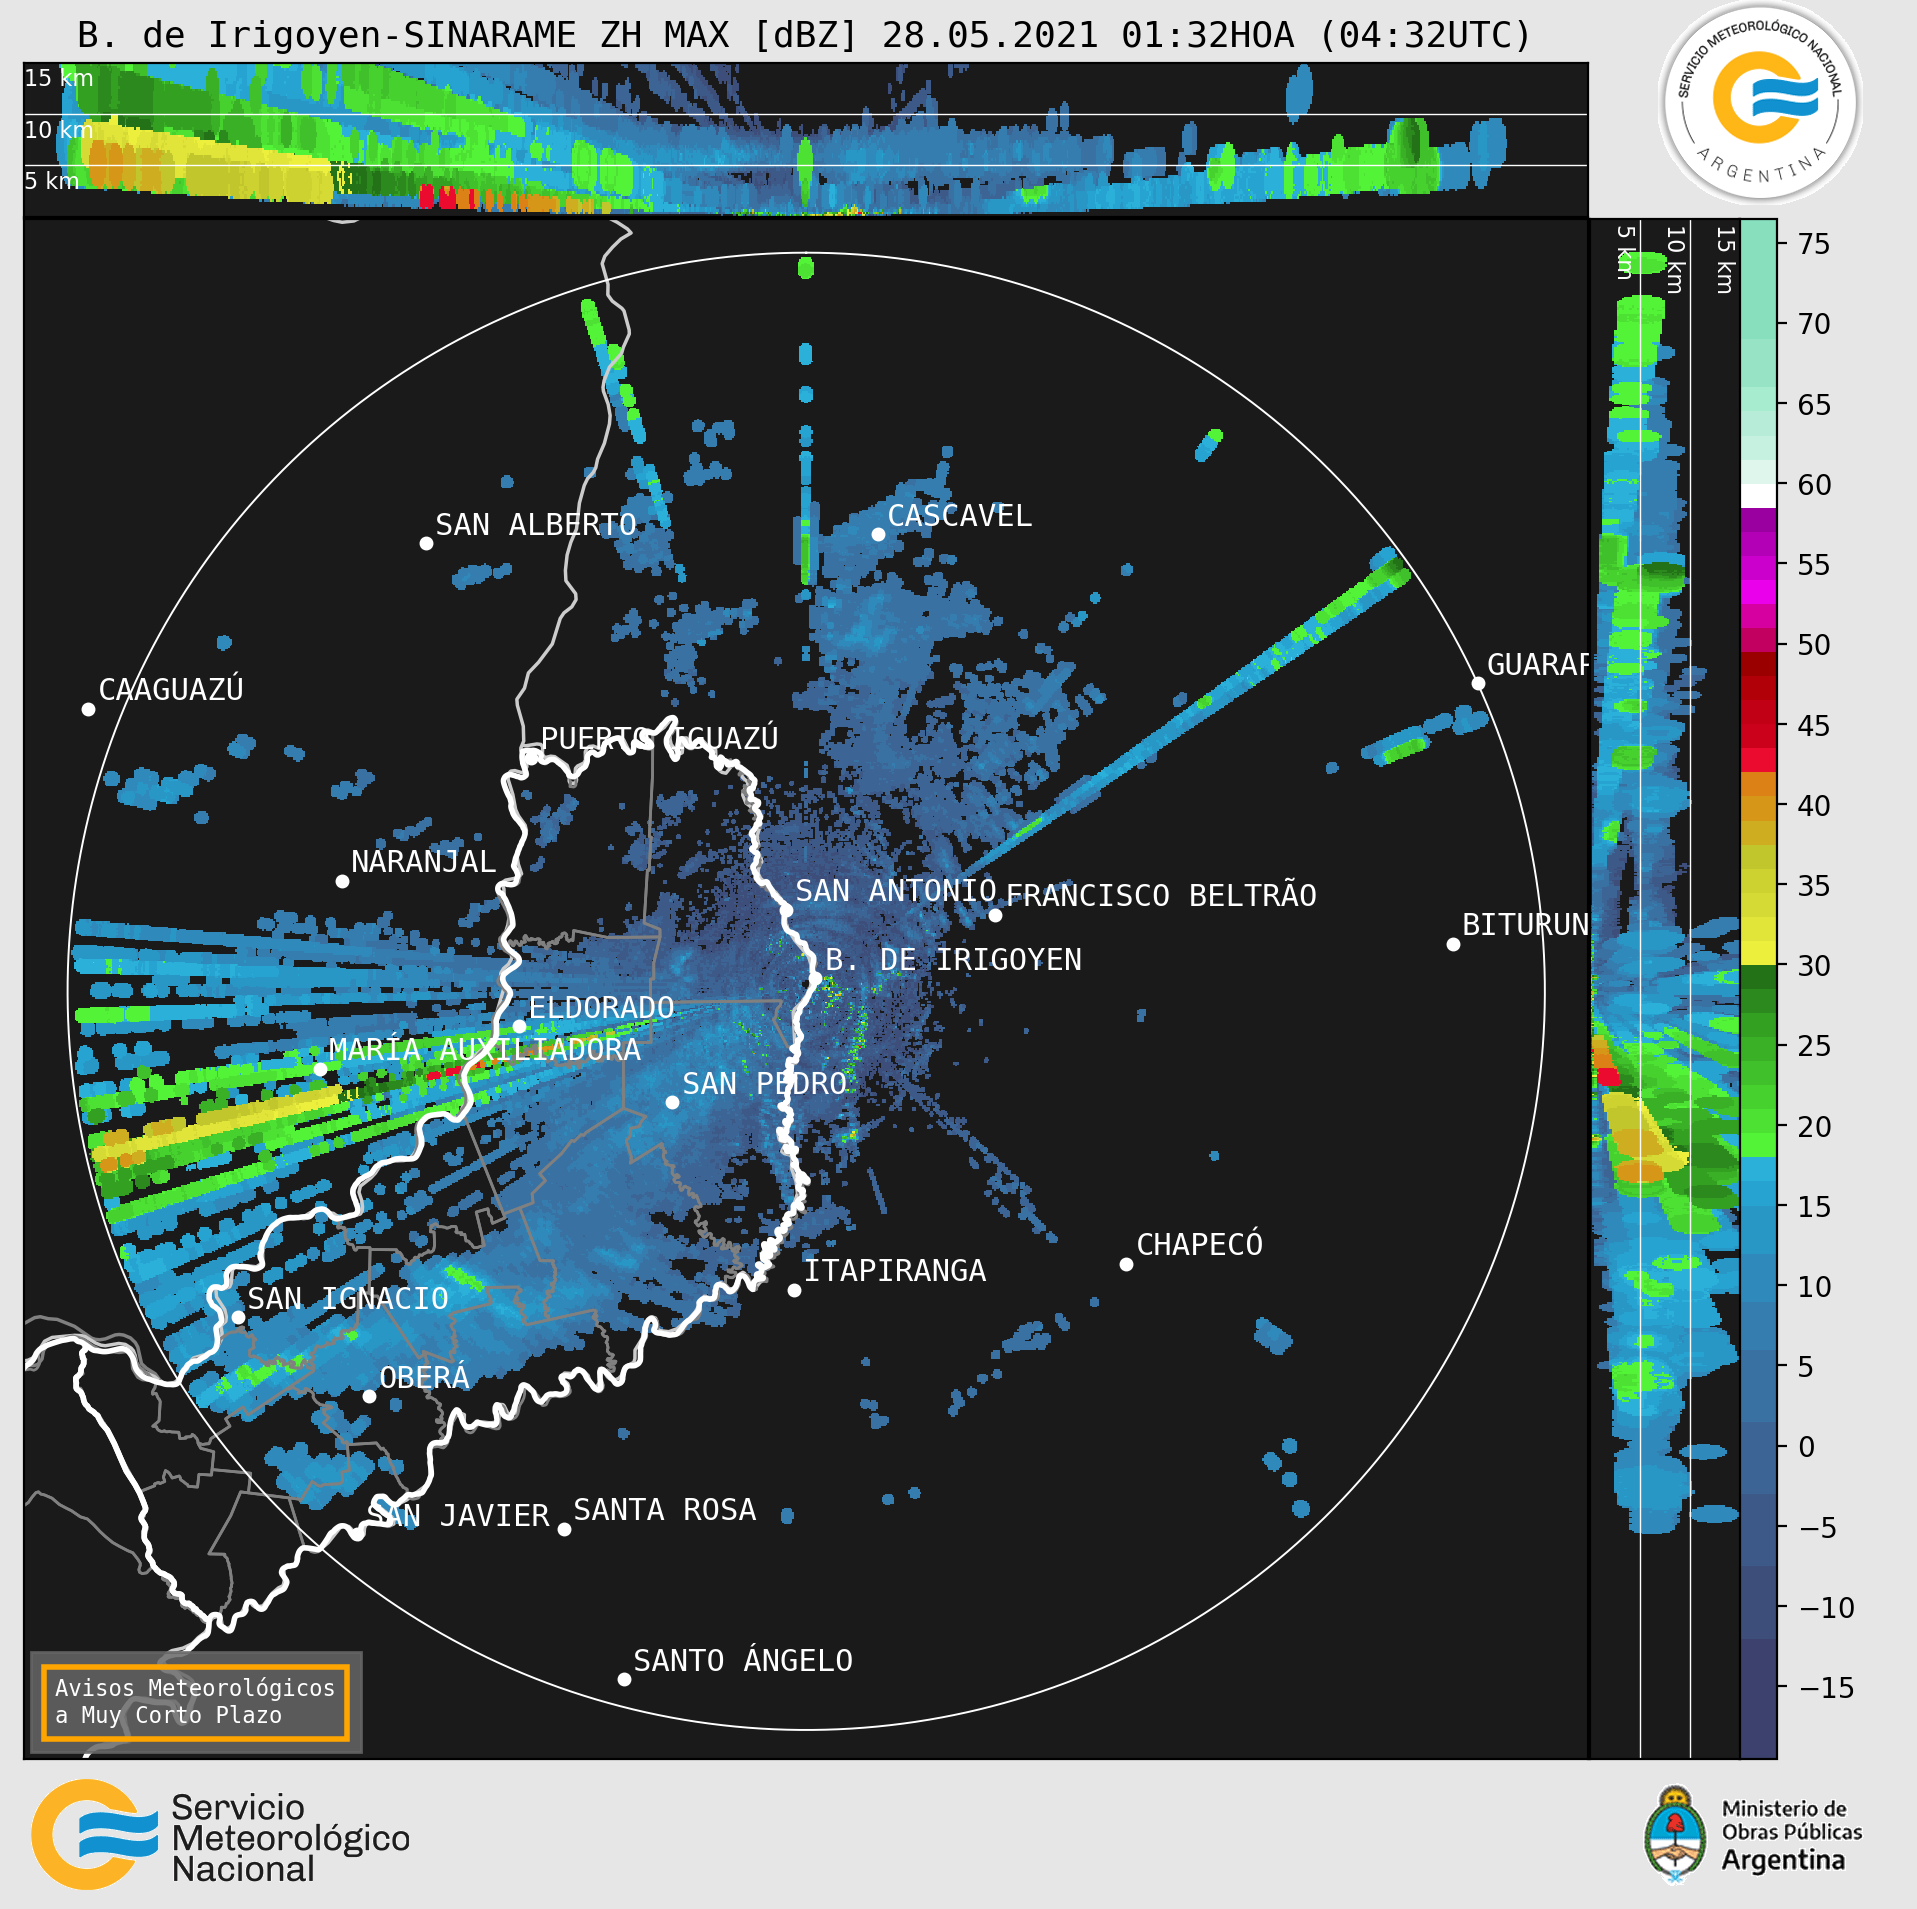 B. de Irigoyen-SINARAME ZH MAX [dBZ] 28.05.2021 01:32HOA (04:32UTC)
SERVICIO METEOROLÓGICO NACIONAL
ARGENTINA
15 km
10 km
5 km
5 km
10 km
15 km
75
70
65
60
55
50
45
40
35
30
25
20
15
10
5
0
−5
−10
−15
SAN ALBERTO
CASCAVEL
CAAGUAZÚ
GUARAP
PUERTO IGUAZÚ
NARANJAL
SAN ANTONIO
FRANCISCO BELTRÃO
BITURUN
B. DE IRIGOYEN
ELDORADO
MARÍA AUXILIADORA
SAN PEDRO
CHAPECÓ
ITAPIRANGA
SAN IGNACIO
OBERÁ
SAN JAVIER
SANTA ROSA
SANTO ÁNGELO
Avisos Meteorológicos
a Muy Corto Plazo
Servicio
Meteorológico
Nacional
Ministerio de
Obras Públicas
Argentina